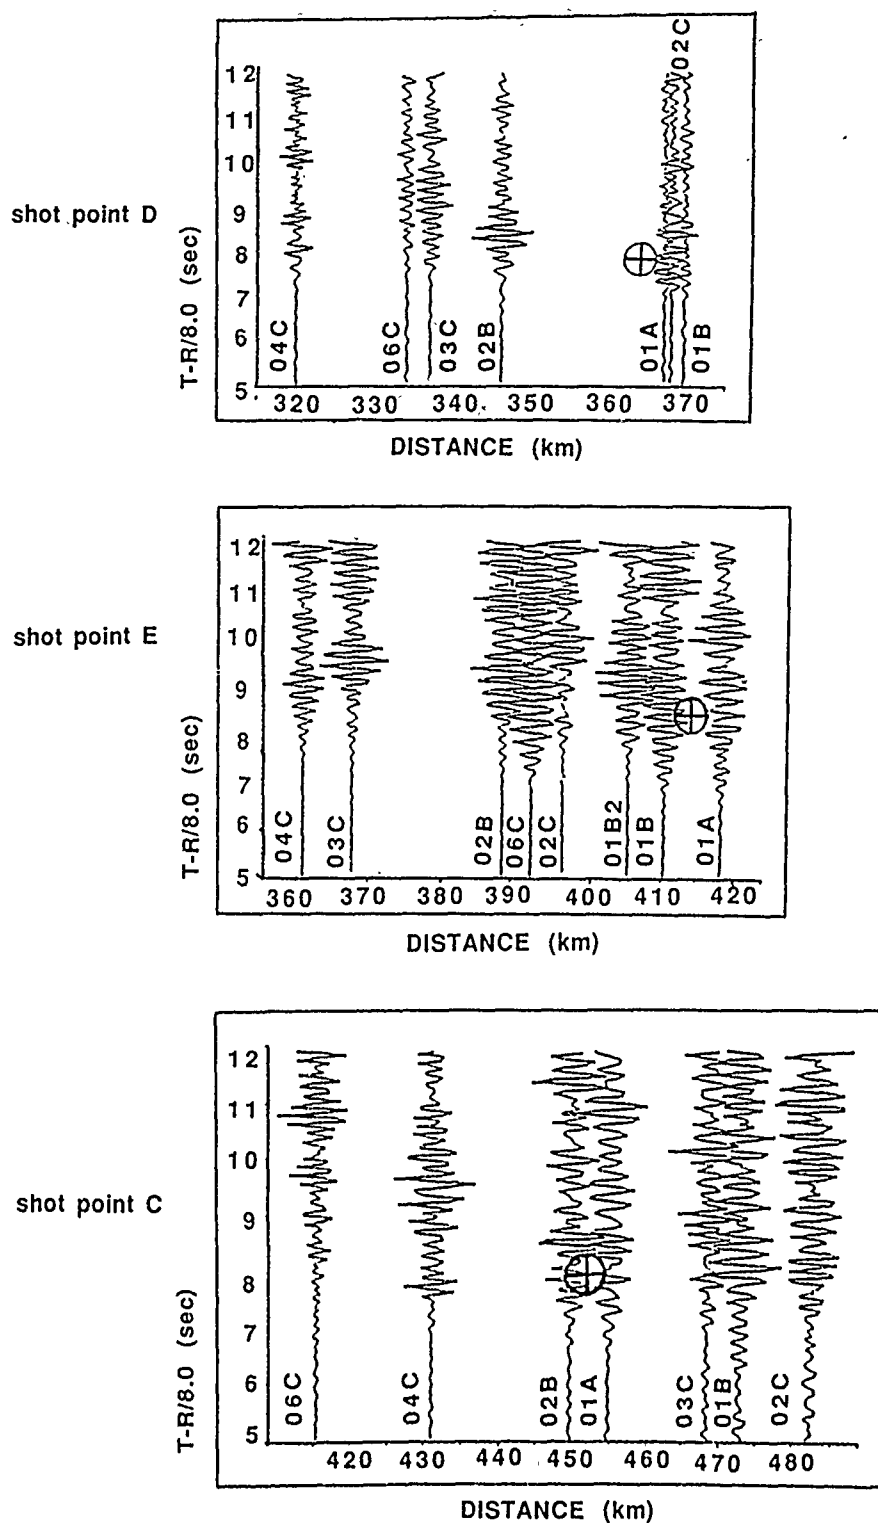 shot point D
T-R/8.0 (sec)
12
11
10
9
8
7
6
5
04C
06C
03C
02B
01A
02C
01B
320 330 340 350 360 370
DISTANCE (km)
shot point E
T-R/8.0 (sec)
12
11
10
9
8
7
6
5
04C
03C
02B
06C
02C
01B2
01B
01A
360 370 380 390 400 410 420
DISTANCE (km)
shot point C
T-R/8.0 (sec)
12
11
10
9
8
7
6
5
06C
04C
02B
01A
03C
01B
02C
420 430 440 450 460 470 480
DISTANCE (km)